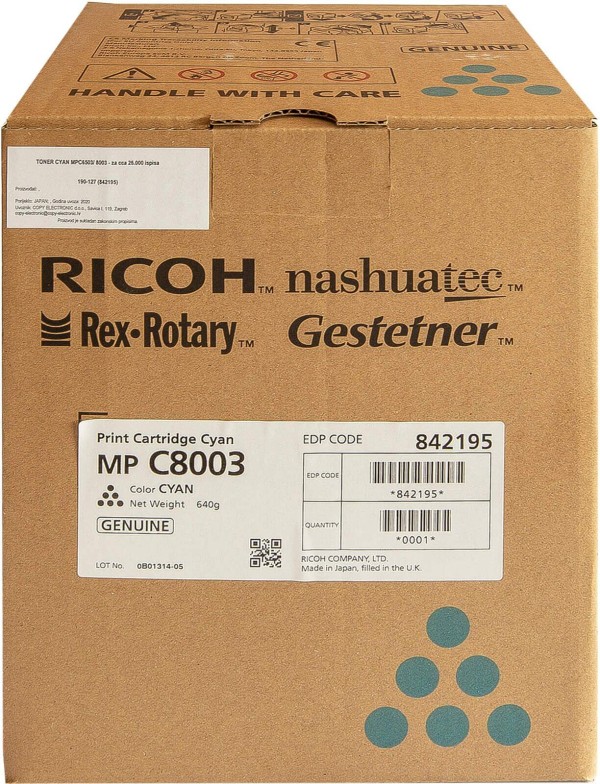 GENUINE
HANDLE WITH CARE
TONER CYAN MPC6503/ 8003 - za cca 26.000 ispisa
190-127 (842195)
Proizvođač: .
Porijeklo: JAPAN, . Godina uvoza: 2020
Uvoznik: COPY ELECTRONIC d.o.o., Savica I. 113, Zagreb
copy-electronic@copy-electronic.hr
Proizvod je sukladan zakonskim propisima
RICOH™ nashuatec™
Rex•Rotary™ Gestetner™
Print Cartridge Cyan
MP C8003
Color CYAN
Net Weight 640g
GENUINE
LOT No. 0B01314-05
EDP CODE 842195
EDP CODE
*842195*
QUANTITY
*0001*
RICOH COMPANY, LTD.
Made in Japan, filled in the U.K.